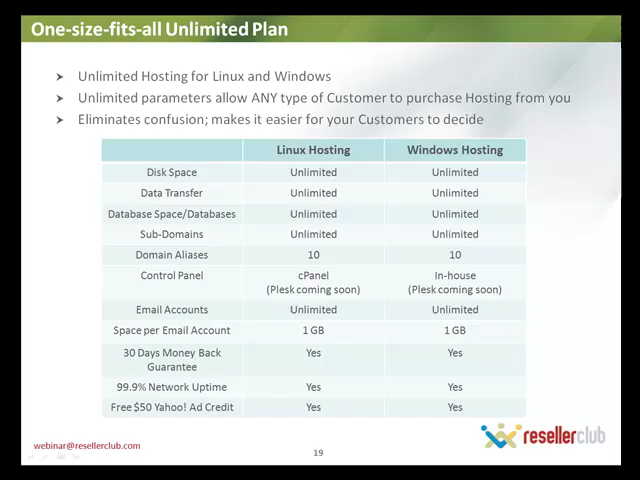 One-size-fits-all Unlimited Plan
➤ Unlimited Hosting for Linux and Windows
➤ Unlimited parameters allow ANY type of Customer to purchase Hosting from you
➤ Eliminates confusion; makes it easier for your Customers to decide
Linux Hosting Windows Hosting
Disk Space Unlimited Unlimited
Data Transfer Unlimited Unlimited
Database Space/Databases Unlimited Unlimited
Sub-Domains Unlimited Unlimited
Domain Aliases 10 10
Control Panel cPanel In-house
(Plesk coming soon) (Plesk coming soon)
Email Accounts Unlimited Unlimited
Space per Email Account 1 GB 1 GB
30 Days Money Back Yes Yes
Guarantee
99.9% Network Uptime Yes Yes
Free $50 Yahoo! Ad Credit Yes Yes
webinar@resellerclub.com
19
resellerclub